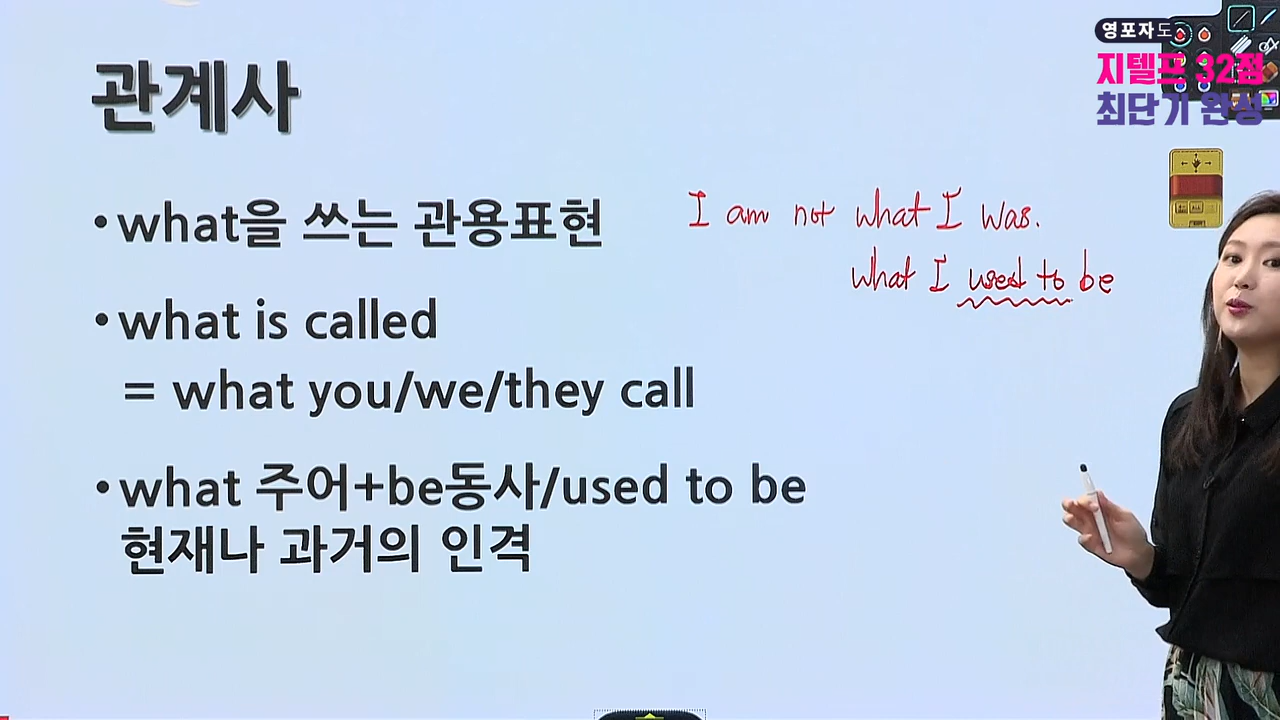 영포자도
지텔프 32점
최단기 완성
관계사
•what을 쓰는 관용표현
I am not what I was.
what I used to be
•what is called
= what you/we/they call
•what 주어+be동사/used to be
현재나 과거의 인격